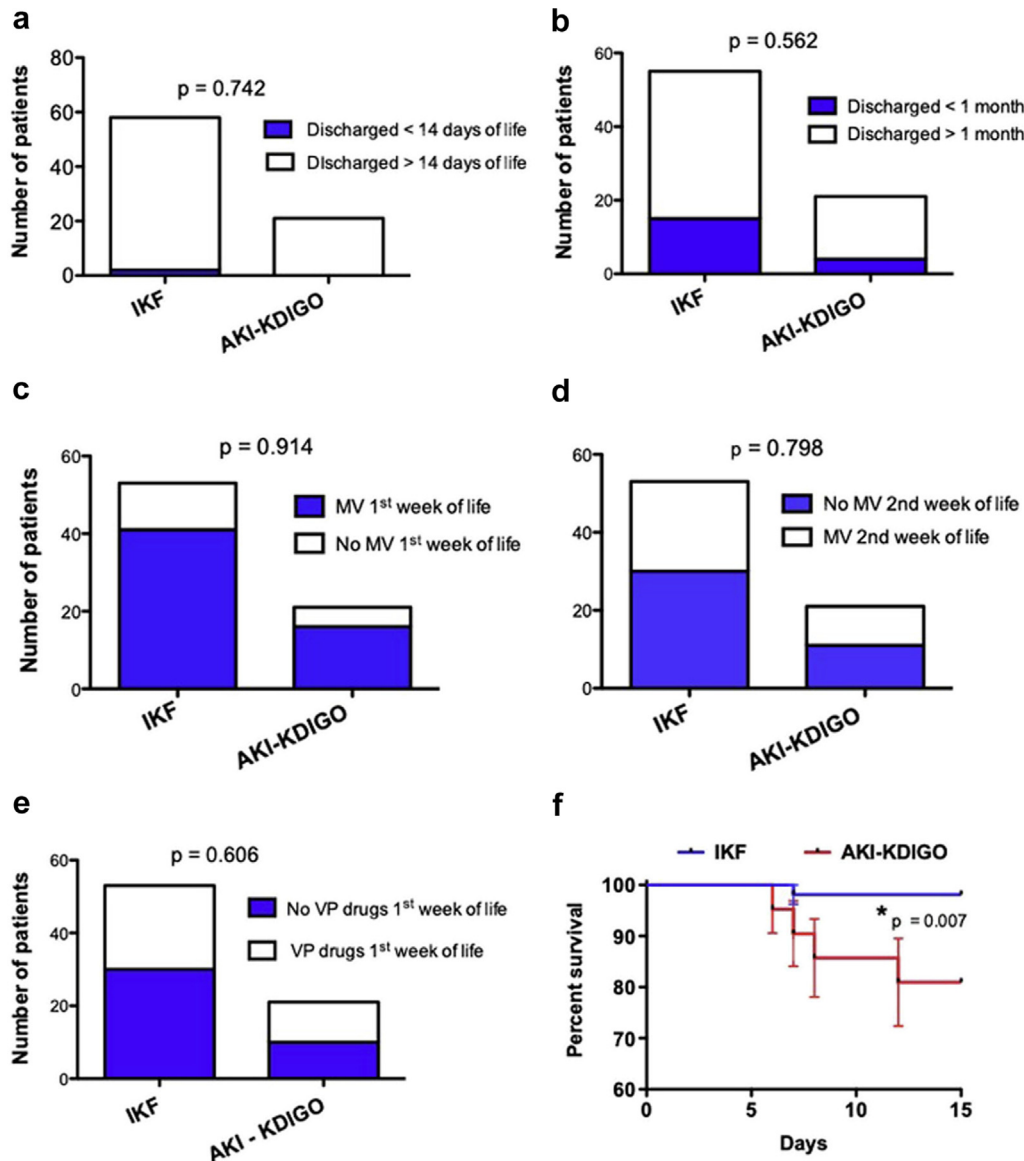 a
p = 0.742
Number of patients
80
60
40
20
0
Discharged < 14 days of life
DIscharged > 14 days of life
IKF
AKI-KDIGO
b
p = 0.562
Number of patients
60
40
20
0
Discharged < 1 month
Discharged > 1 month
IKF
AKI-KDIGO
c
p = 0.914
Number of patients
60
40
20
0
MV 1st week of life
No MV 1st week of life
IKF
AKI-KDIGO
d
p = 0.798
60
40
20
0
No MV 2nd week of life
MV 2nd week of life
IKF
AKI-KDIGO
e
p = 0.606
Number of patients
60
40
20
0
No VP drugs 1st week of life
VP drugs 1st week of life
IKF
AKI - KDIGO
f
IKF
AKI-KDIGO
Percent survival
100
90
80
70
60
* p = 0.007
0
5
10
15
Days